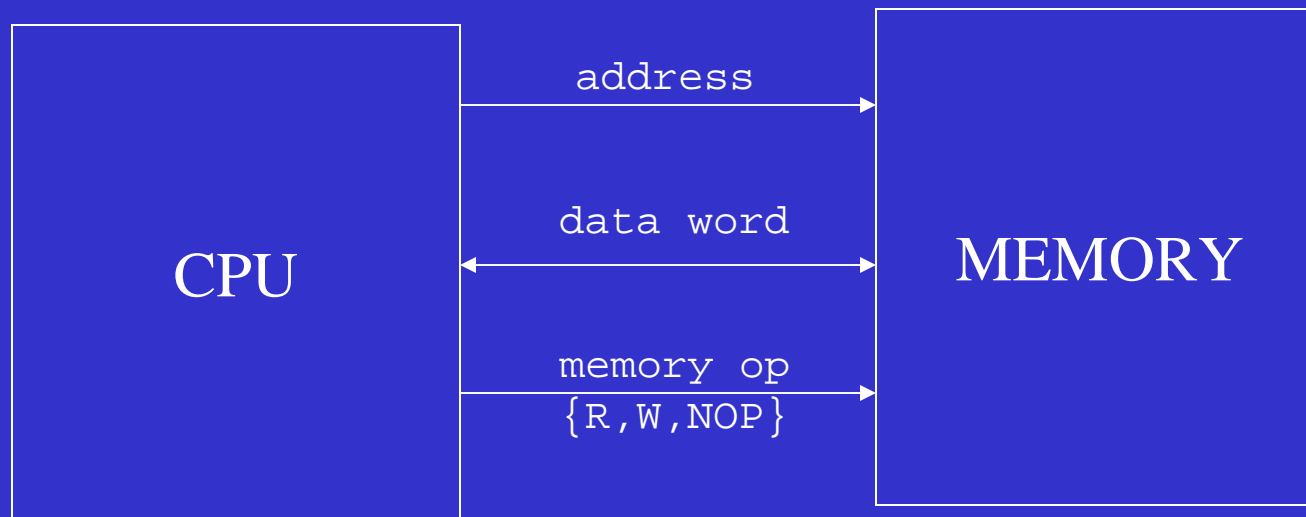 address
data word
CPU
MEMORY
memory op
{R,W,NOP}